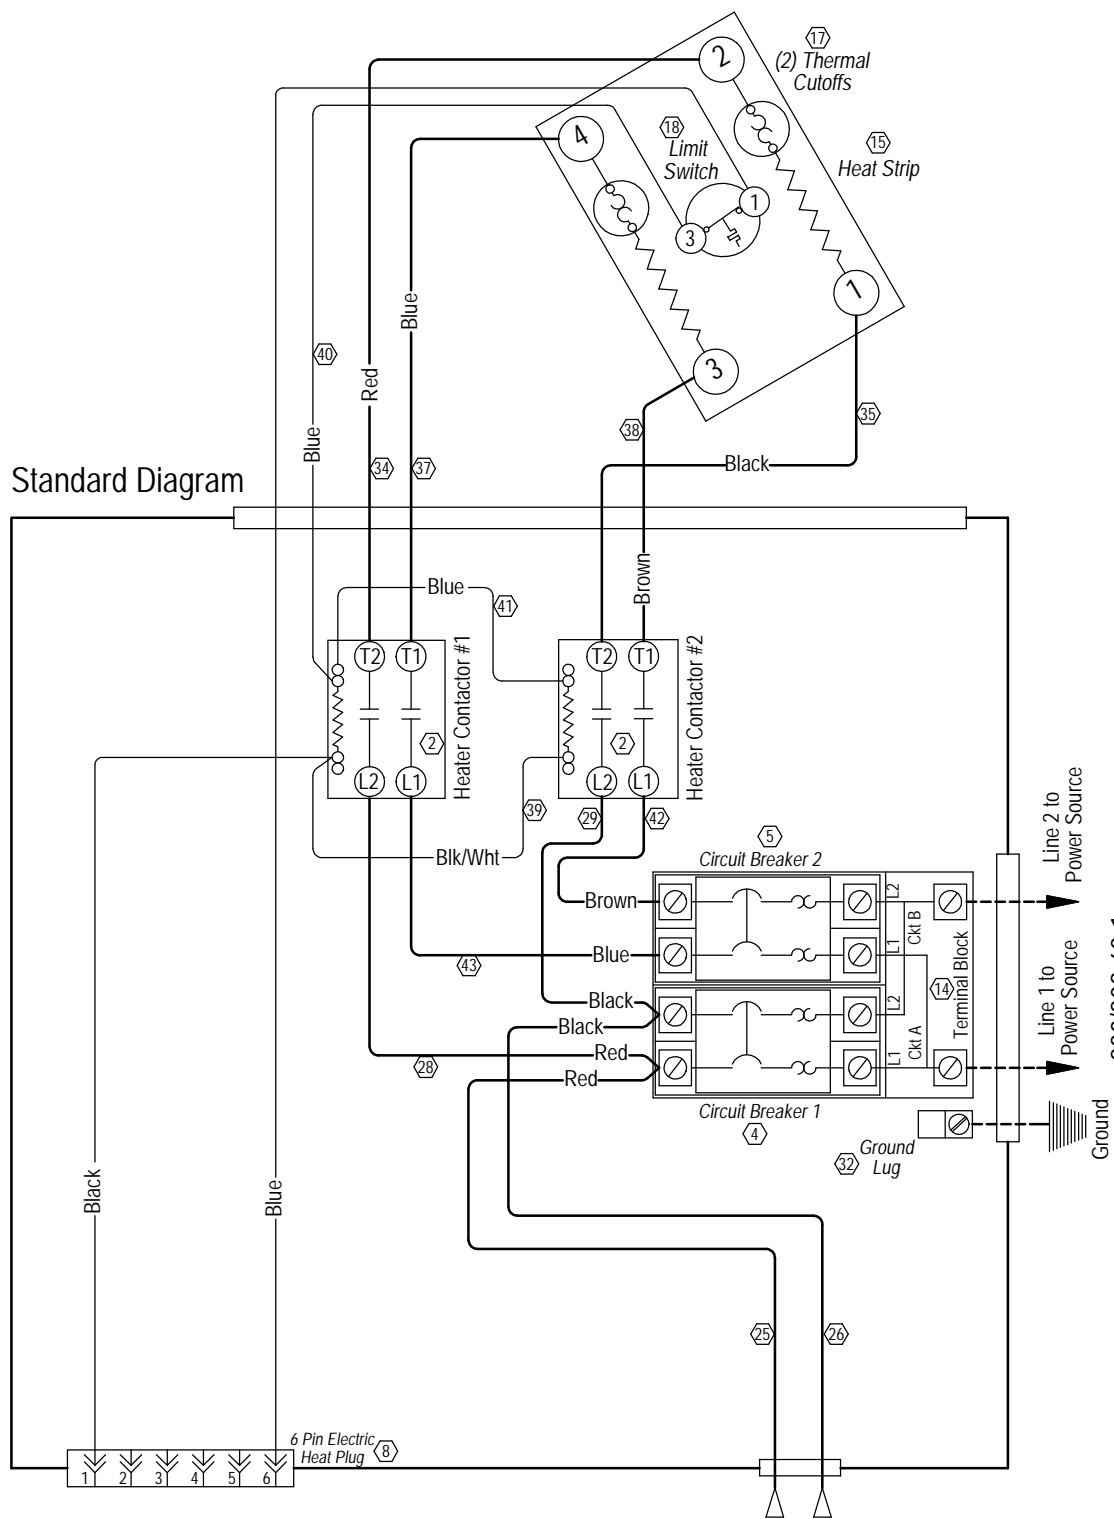 17
(2) Thermal
Cutoffs
2
4
18
Limit
Switch
15
Heat Strip
1
3
1
3
40
Blue
Red
Blue
34
37
38
35
Black
Blue
Standard Diagram
Blue
41
Brown
T2
T1
Heater Contactor #1
2
L2
L1
T2
T1
Heater Contactor #2
2
L2
L1
39
29
42
Blk/Wht
5
Circuit Breaker 2
Brown
Blue
43
Black
Black
Red
28
Red
L2
Ckt B
L1
L2
Ckt A
L1
14
Terminal Block
Line 2 to
Power Source
Line 1 to
Power Source
Circuit Breaker 1
4
32
Ground
Lug
Ground
Black
Blue
25
26
6 Pin Electric
Heat Plug
8
1
2
3
4
5
6